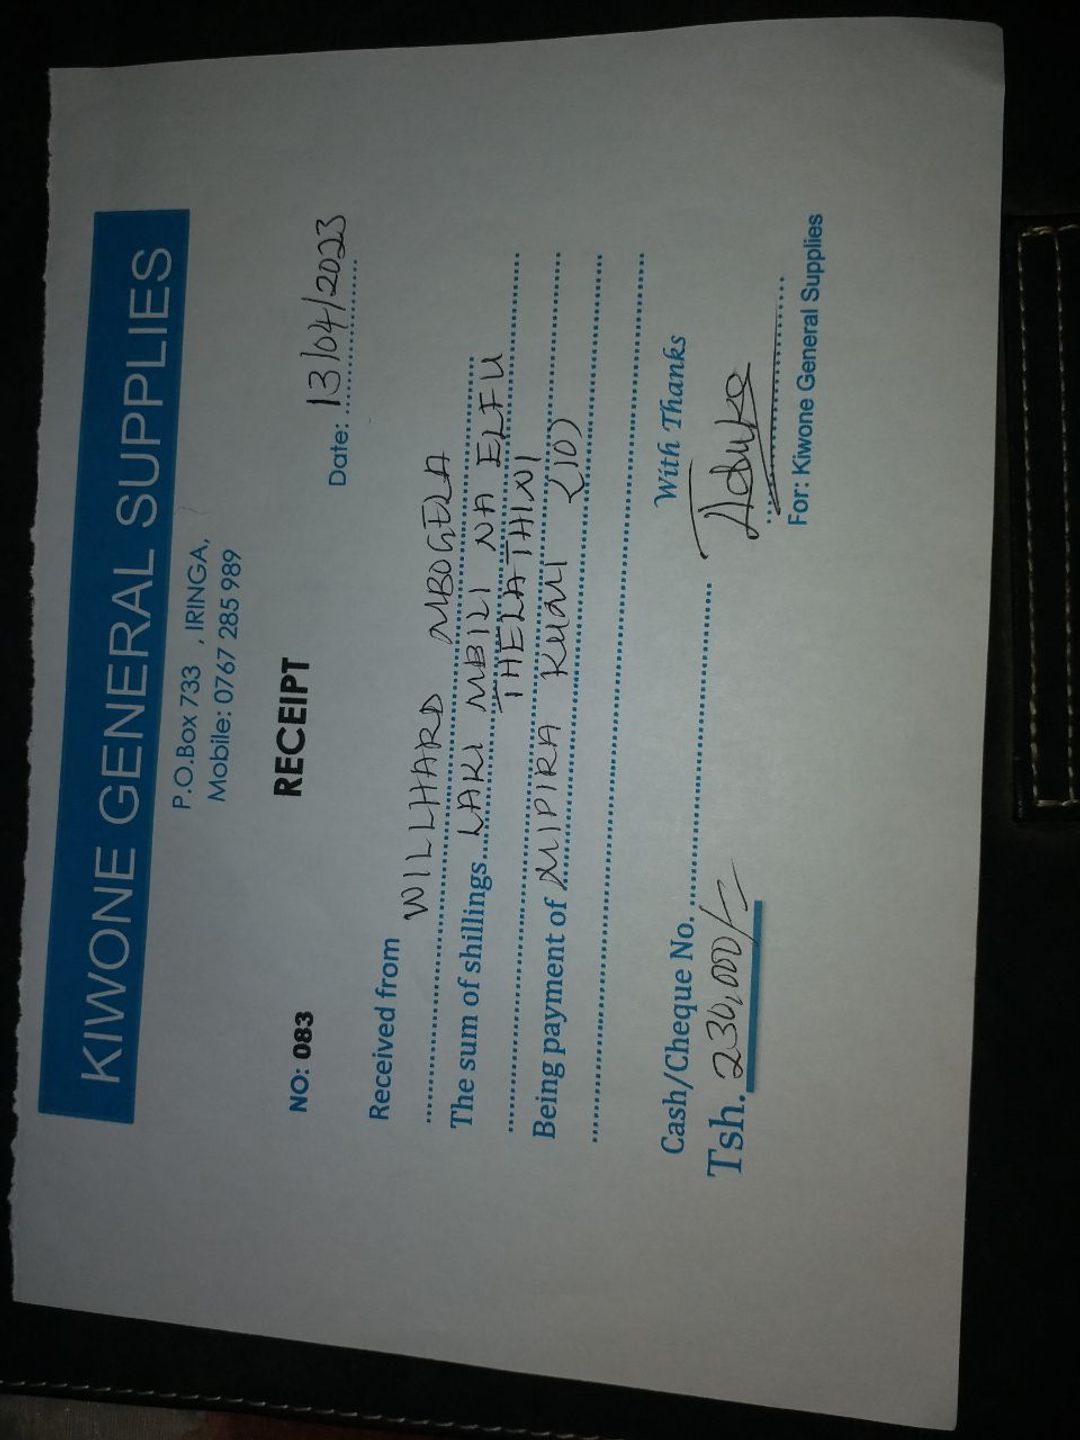 KIWONE GENERAL SUPPLIES
P.O.Box 733 , IRINGA,
Mobile: 0767 285 989
NO: 083 RECEIPT
Date: 13/04/2023
Received from WILLHARD MBOGELA
The sum of shillings LAKI MBILI NA ELFU
THELATHINI
Being payment of MIPIRA KUMI (10)
Cash/Cheque No. With Thanks
Tsh. 230,000/=
For: Kiwone General Supplies